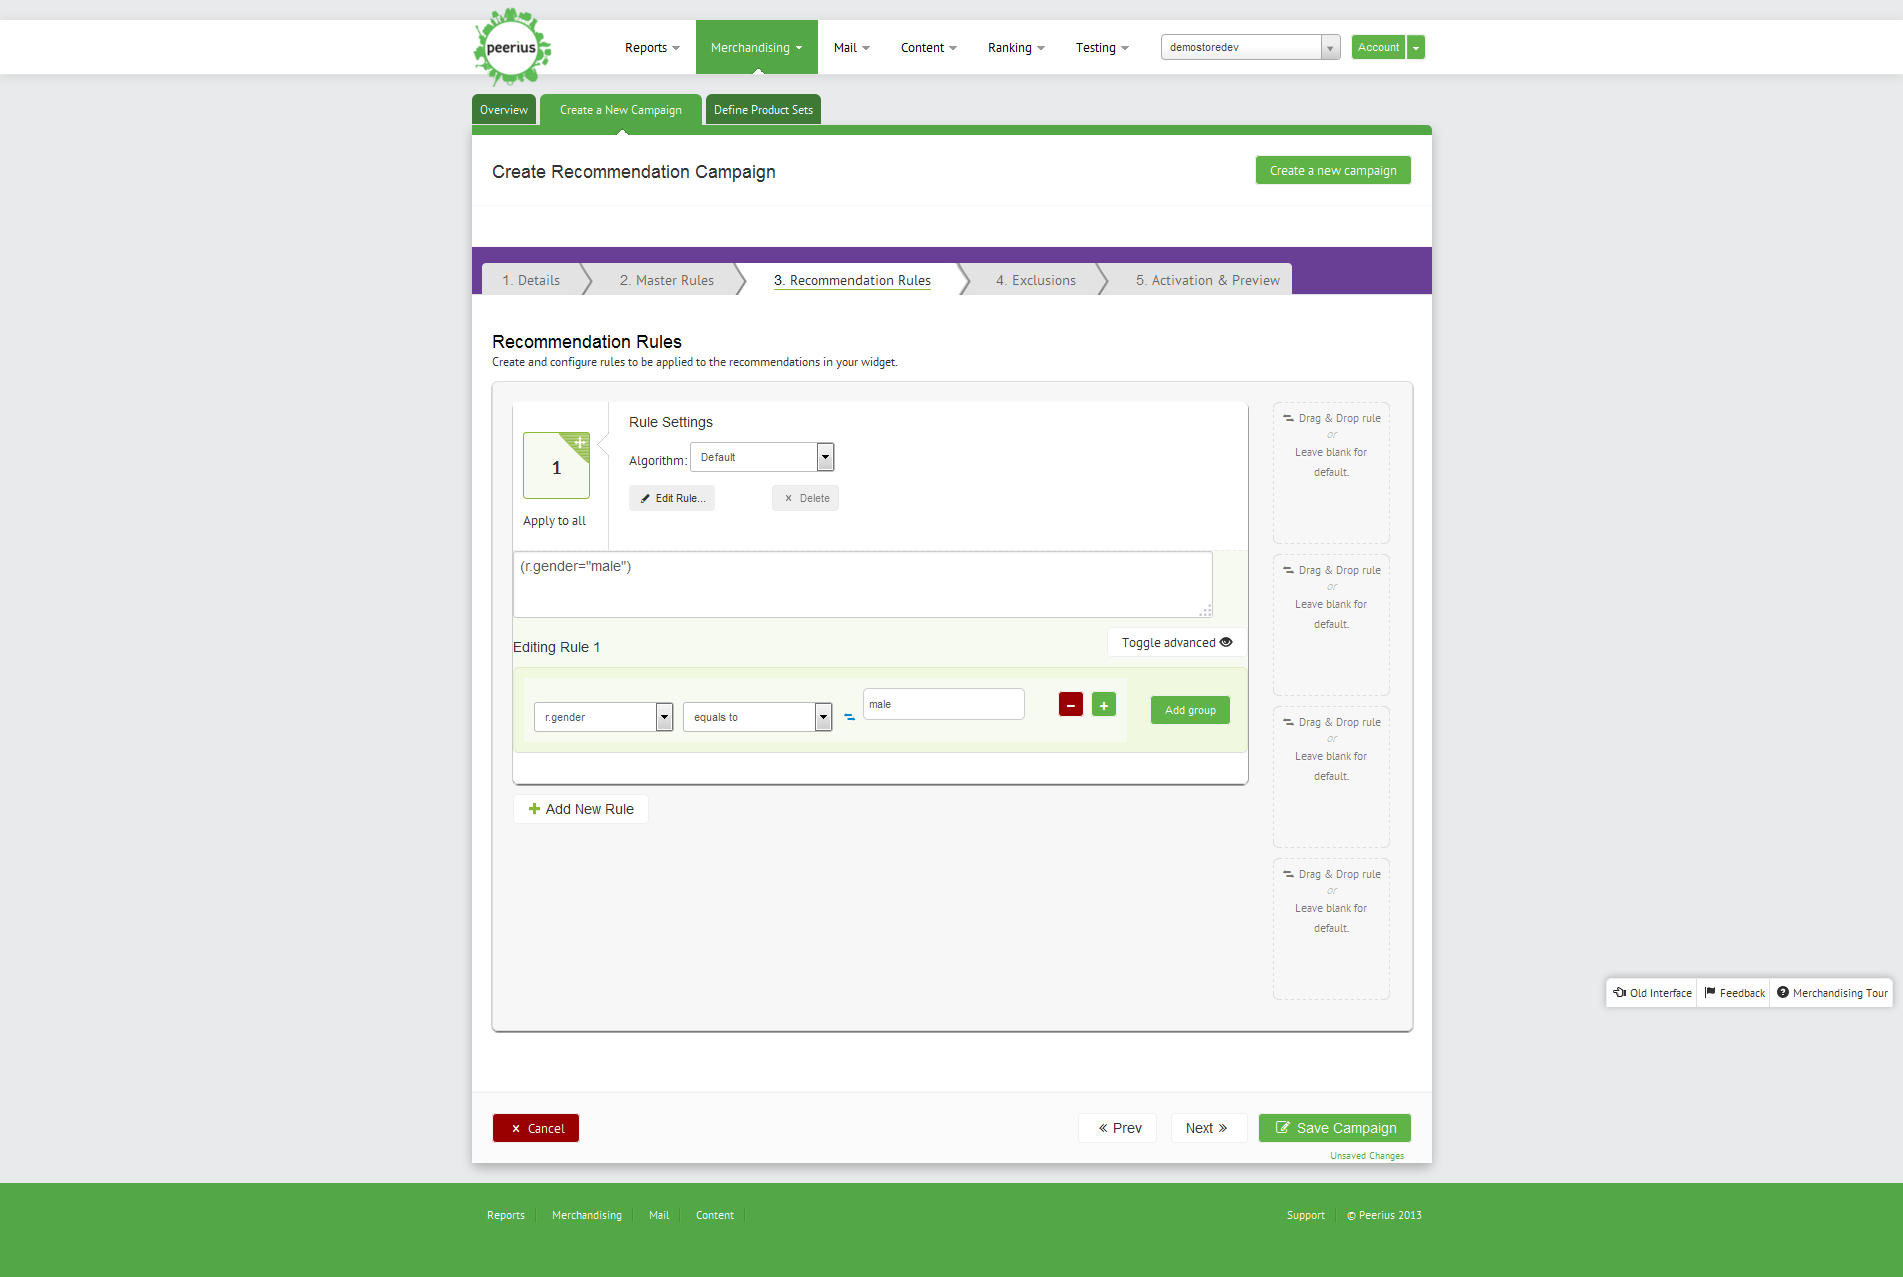 peerius
Reports
Merchandising
Mail
Content
Ranking
Testing
demostoredev
Account
Overview
Create a New Campaign
Define Product Sets
Create Recommendation Campaign
Create a new campaign
1. Details
2. Master Rules
3. Recommendation Rules
4. Exclusions
5. Activation & Preview
Recommendation Rules
Create and configure rules to be applied to the recommendations in your widget.
1
Apply to all
Rule Settings
Algorithm: Default
Edit Rule...
x Delete
(r.gender="male")
Editing Rule 1
Toggle advanced
r.gender
equals to
male
Add group
Add New Rule
Drag & Drop rule
or
Leave blank for
default.
Drag & Drop rule
or
Leave blank for
default.
Drag & Drop rule
or
Leave blank for
default.
Drag & Drop rule
or
Leave blank for
default.
Old Interface
Feedback
Merchandising Tour
x Cancel
« Prev
Next »
Save Campaign
Unsaved Changes
Reports
Merchandising
Mail
Content
Support
© Peerius 2013